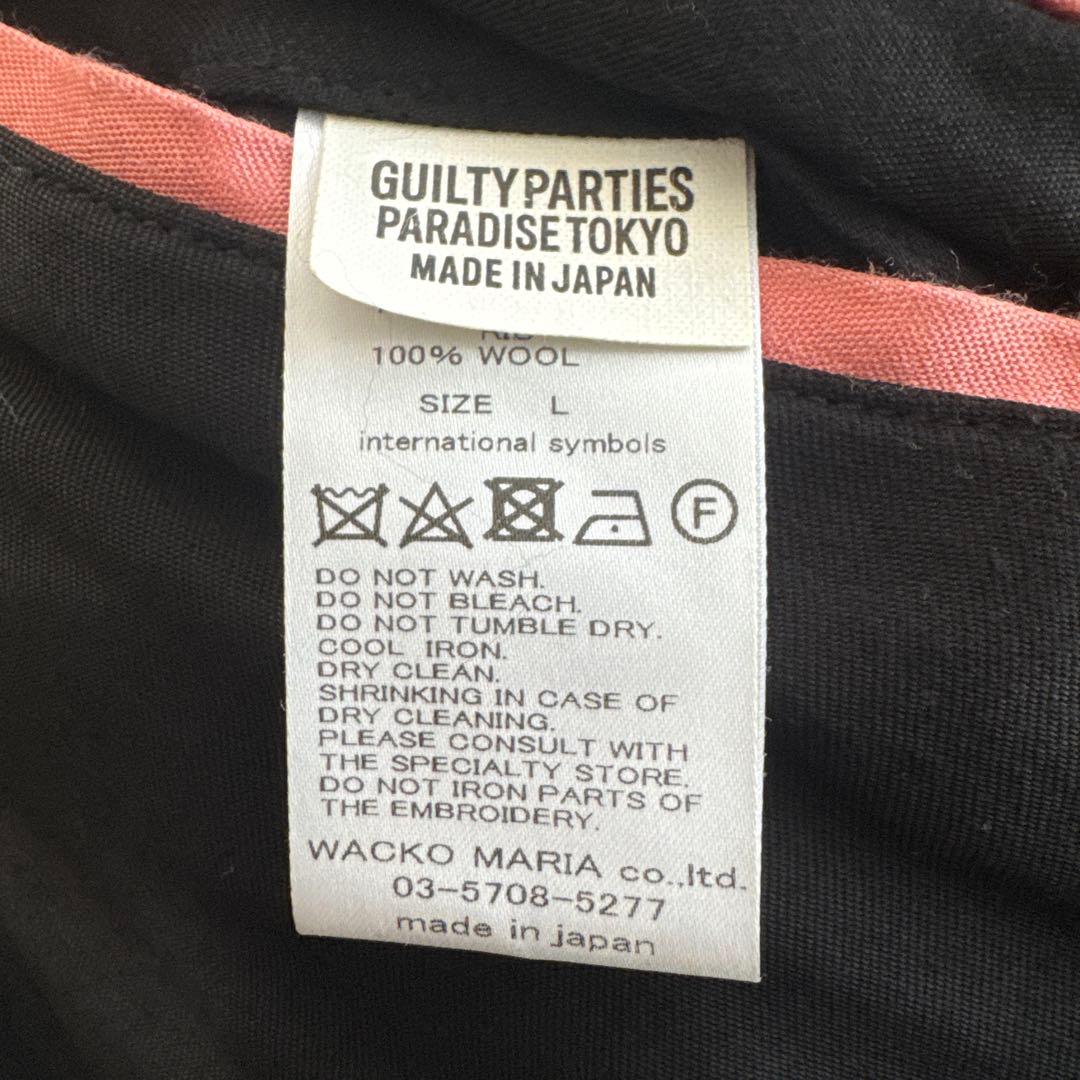 GUILTY PARTIES
PARADISE TOKYO
MADE IN JAPAN
100% WOOL
SIZE L
international symbols
F
DO NOT WASH.
DO NOT BLEACH.
DO NOT TUMBLE DRY.
COOL IRON.
DRY CLEAN.
SHRINKING IN CASE OF
DRY CLEANING.
PLEASE CONSULT WITH
THE SPECIALTY STORE.
DO NOT IRON PARTS OF
THE EMBROIDERY.
WACKO MARIA co.,ltd.
03-5708-5277
made in japan